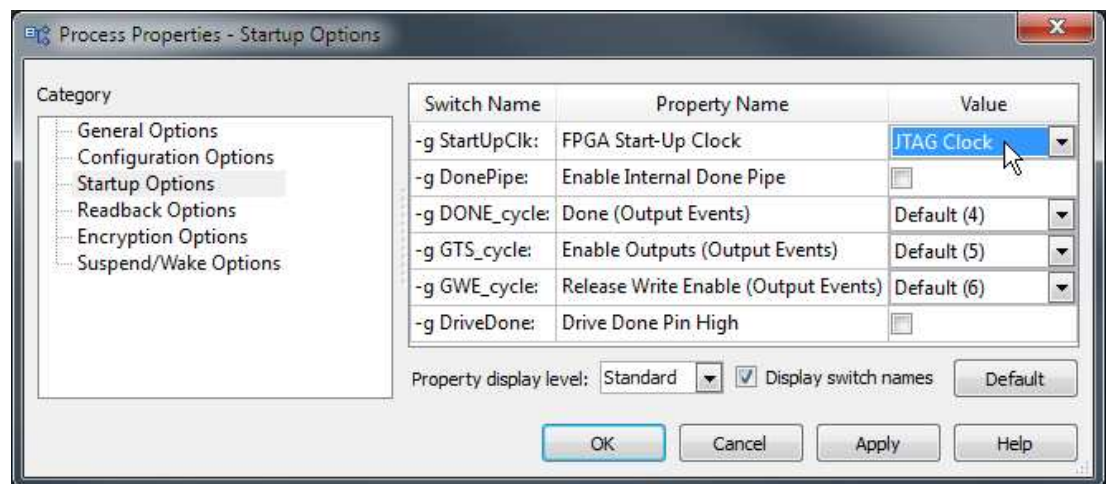 Process Properties - Startup Options
Category
General Options
Configuration Options
Startup Options
Readback Options
Encryption Options
Suspend/Wake Options
Switch Name Property Name Value
-g StartUpClk: FPGA Start-Up Clock JTAG Clock
-g DonePipe: Enable Internal Done Pipe
-g DONE_cycle: Done (Output Events) Default (4)
-g GTS_cycle: Enable Outputs (Output Events) Default (5)
-g GWE_cycle: Release Write Enable (Output Events) Default (6)
-g DriveDone: Drive Done Pin High
Property display level: Standard Display switch names Default
OK Cancel Apply Help